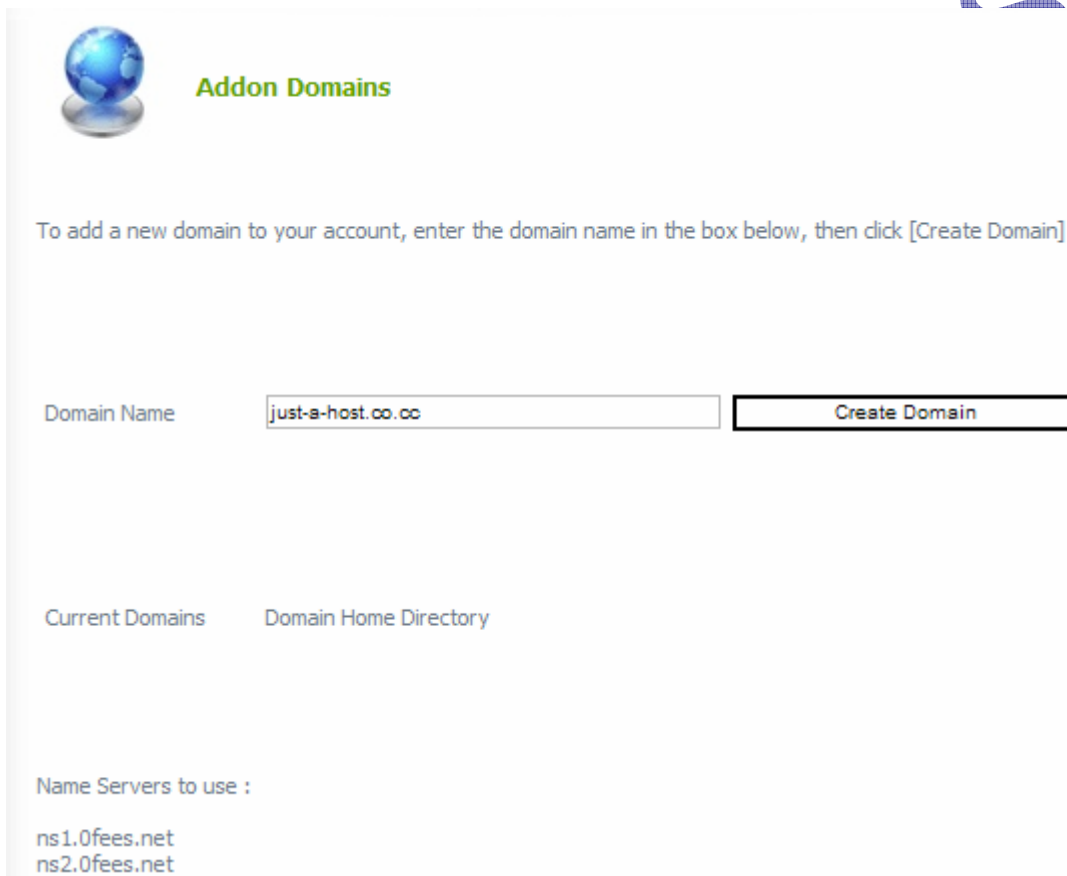 Addon Domains
To add a new domain to your account, enter the domain name in the box below, then click [Create Domain]
Domain Name just-a-host.co.cc Create Domain
Current Domains Domain Home Directory
Name Servers to use :
ns1.0fees.net
ns2.0fees.net